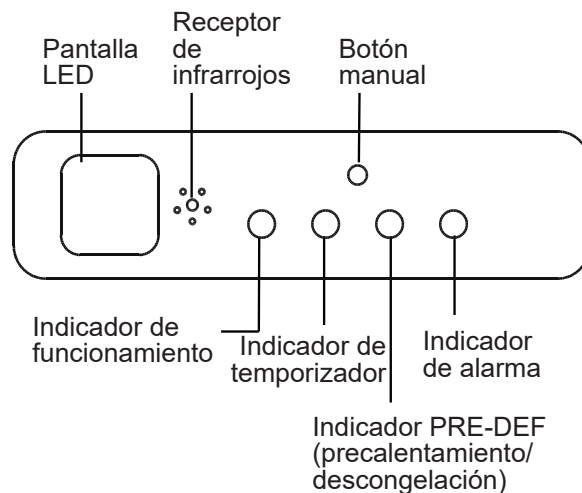 Pantalla
LED
Receptor
de
infrarrojos
Botón
manual
Indicador de
funcionamiento
Indicador de
temporizador
Indicador PRE-DEF
(precalentamiento/
descongelación)
Indicador
de alarma